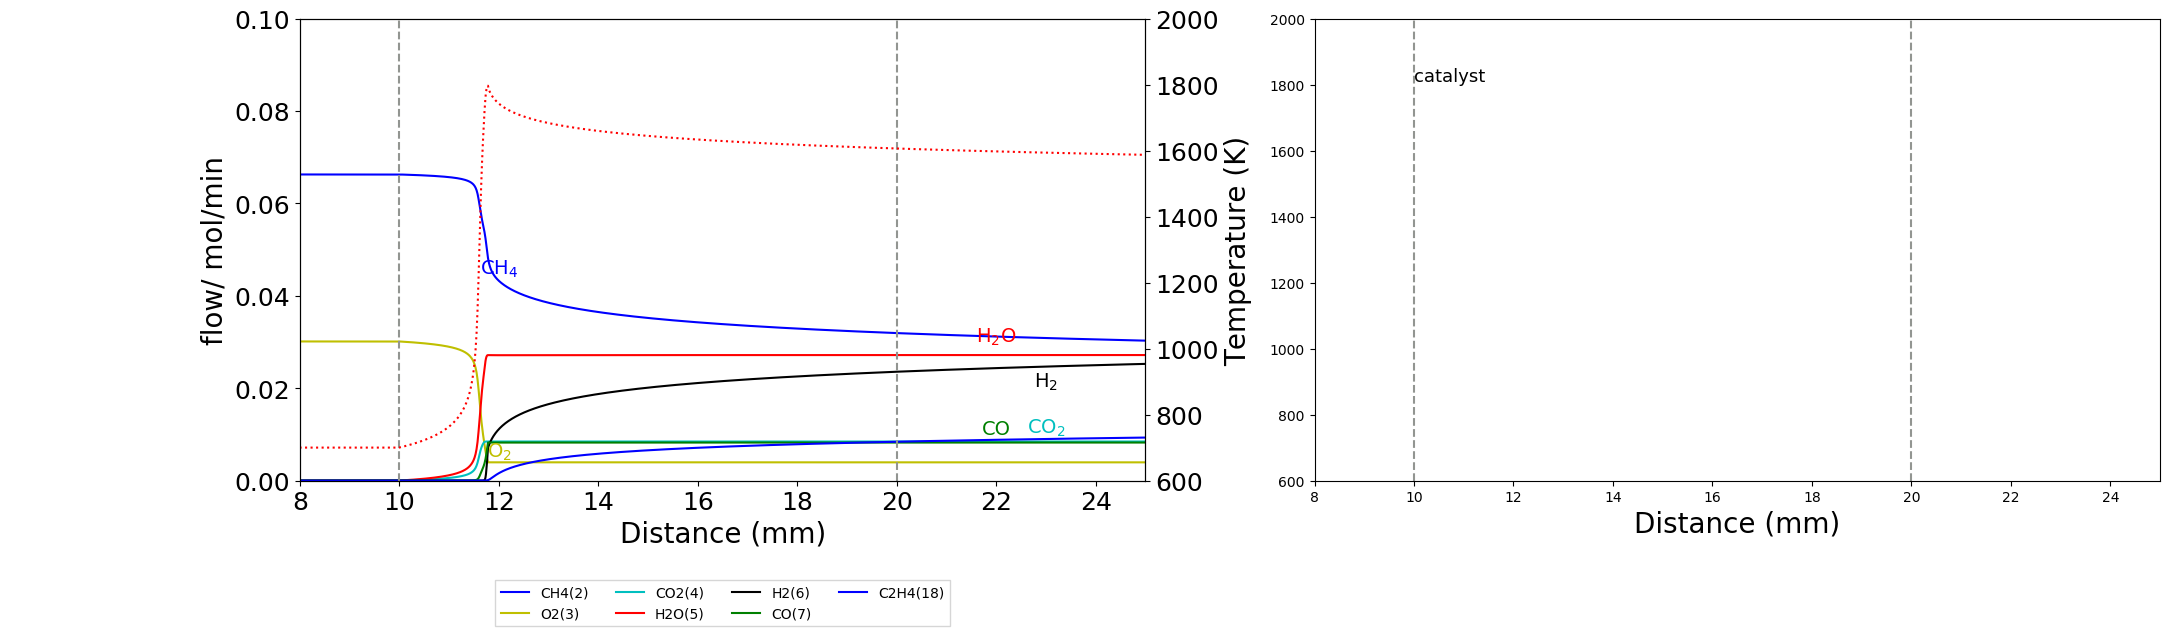 0.10
0.08
0.06
0.04
0.02
0.00
flow/ mol/min
8 10 12 14 16 18 20 22 24
Distance (mm)
CH4
O2
H2O
H2
CO
CO2
2000
1800
1600
1400
1200
1000
800
600
Temperature (K)
CH4(2) CO2(4) H2(6) C2H4(18)
O2(3) H2O(5) CO(7)
2000
1800
1600
1400
1200
1000
800
600
catalyst
8 10 12 14 16 18 20 22 24
Distance (mm)